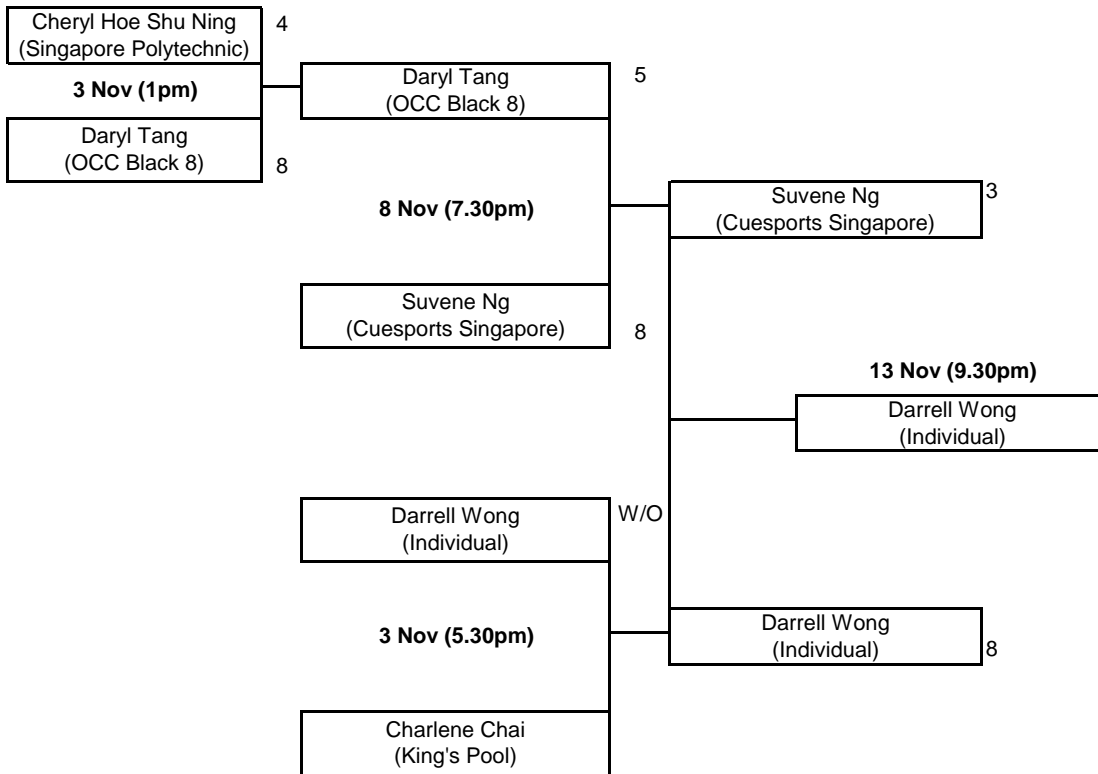 Cheryl Hoe Shu Ning
(Singapore Polytechnic)
4
3 Nov (1pm)
Daryl Tang
(OCC Black 8)
8
Daryl Tang
(OCC Black 8)
5
8 Nov (7.30pm)
Suvene Ng
(Cuesports Singapore)
8
Suvene Ng
(Cuesports Singapore)
3
13 Nov (9.30pm)
Darrell Wong
(Individual)
Darrell Wong
(Individual)
W/O
3 Nov (5.30pm)
Darrell Wong
(Individual)
8
Charlene Chai
(King's Pool)